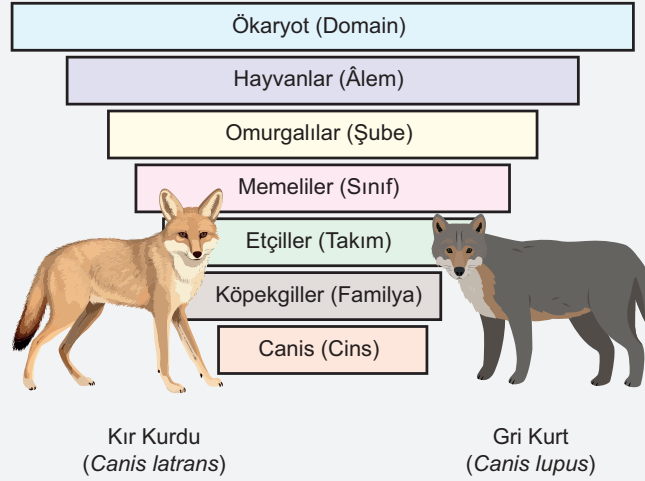 Ökaryot (Domain)
Hayvanlar (Âlem)
Omurgalılar (Şube)
Memeliler (Sınıf)
Etçiller (Takım)
Köpekgiller (Familya)
Canis (Cins)
Kır Kurdu
(Canis latrans)
Gri Kurt
(Canis lupus)